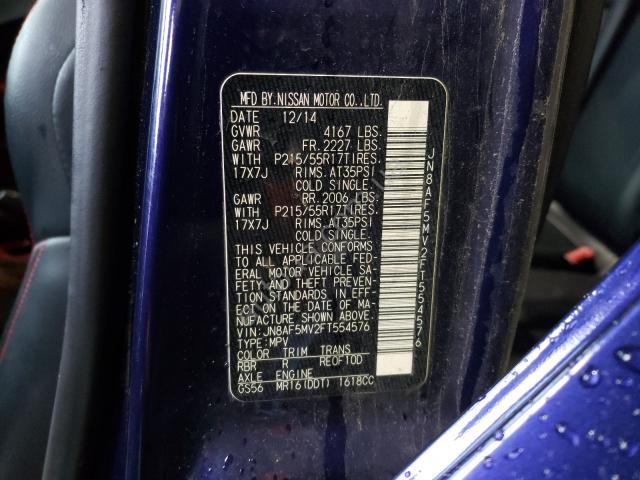 MFD BY.NISSAN MOTOR CO.,LTD.
DATE 12/14
GVWR 4167 LBS.
GAWR FR. 2227 LBS.
WITH P215/55R17TIRES.
17X7J RIMS. AT35PSI
COLD SINGLE.
GAWR RR. 2006 LBS.
WITH P215/55R17TIRES.
17X7J RIMS. AT35PSI
COLD SINGLE.
THIS VEHICLE CONFORMS
TO ALL APPLICABLE FED-
ERAL MOTOR VEHICLE SA-
FETY AND THEFT PREVEN-
TION STANDARDS IN EFF-
ECT ON THE DATE OF MA-
NUFACTURE SHOWN ABOVE.
VIN:JN8AF5MV2FT554576
TYPE:MPV
COLOR TRIM TRANS
RBR R RE0F10D
AXLE ENGINE
GS56 MR16(DDT) 1618CC
JN8AF5MV2FT554576